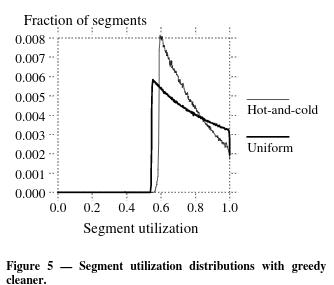 Fraction of segments
0.008
0.007
0.006
0.005
0.004
0.003
0.002
0.001
0.000
0.0 0.2 0.4 0.6 0.8 1.0
Segment utilization
Hot-and-cold
Uniform
Figure 5 — Segment utilization distributions with greedy
cleaner.